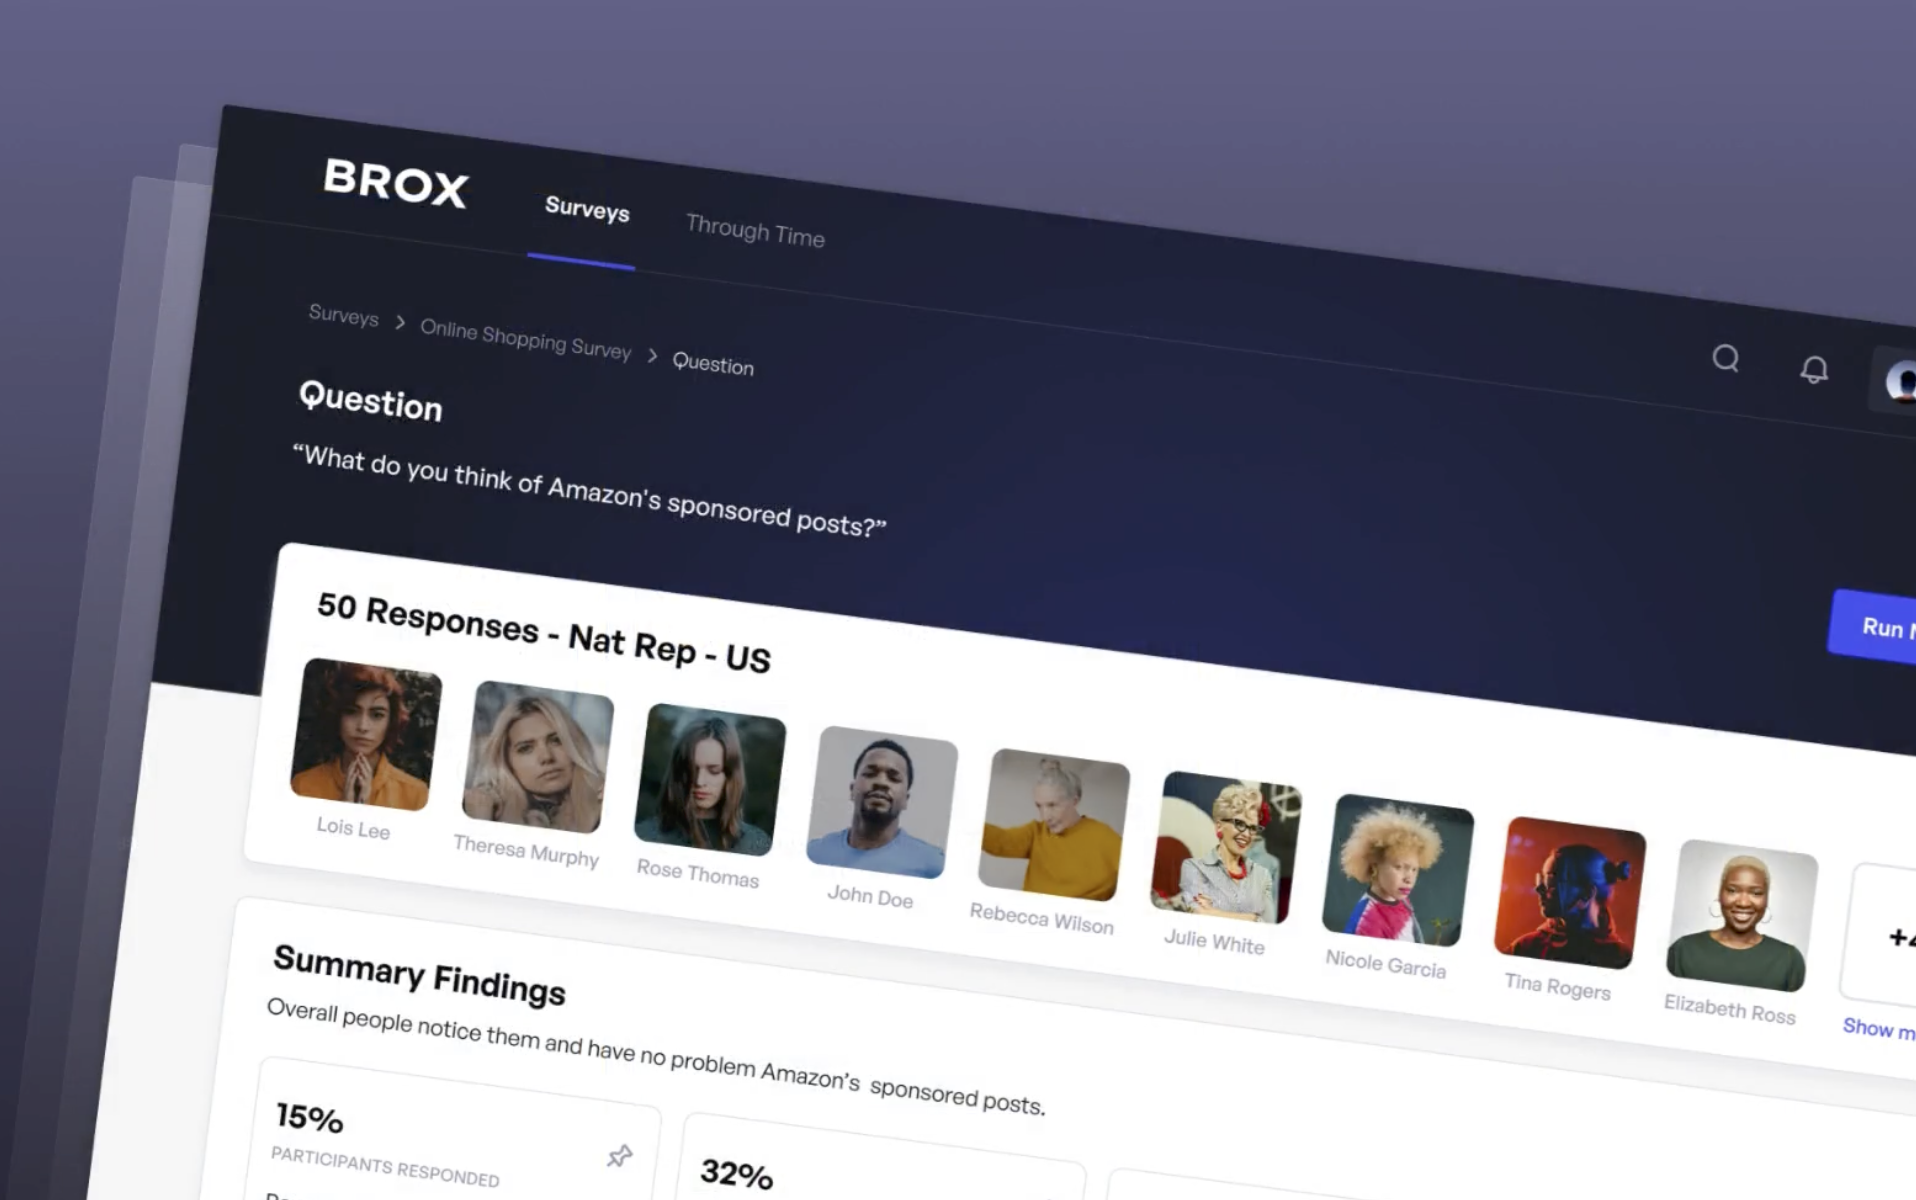 BROX
Surveys
Through Time
Surveys > Online Shopping Survey > Question
Question
“What do you think of Amazon's sponsored posts?”
Run
50 Responses - Nat Rep - US
Lois Lee
Theresa Murphy
Rose Thomas
John Doe
Rebecca Wilson
Julie White
Nicole Garcia
Tina Rogers
Elizabeth Ross
Show
Summary Findings
Overall people notice them and have no problem Amazon’s sponsored posts.
15%
PARTICIPANTS RESPONDED
32%